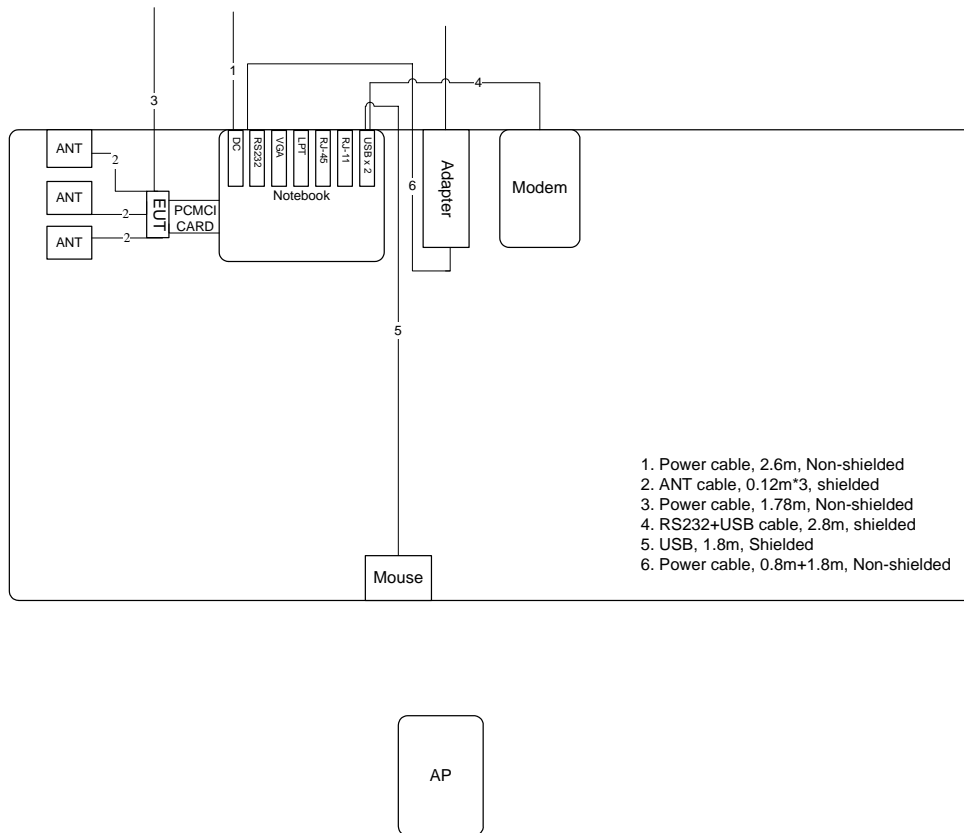 1
4
3
ANT
2
DC
RS232
VGA
LPT
RJ-45
RJ-11
USB x 2
Notebook
6
Adapter
Modem
ANT
2
EUT
PCMCI
CARD
ANT
2
5
1. Power cable, 2.6m, Non-shielded
2. ANT cable, 0.12m*3, shielded
3. Power cable, 1.78m, Non-shielded
4. RS232+USB cable, 2.8m, shielded
5. USB, 1.8m, Shielded
6. Power cable, 0.8m+1.8m, Non-shielded
Mouse
AP